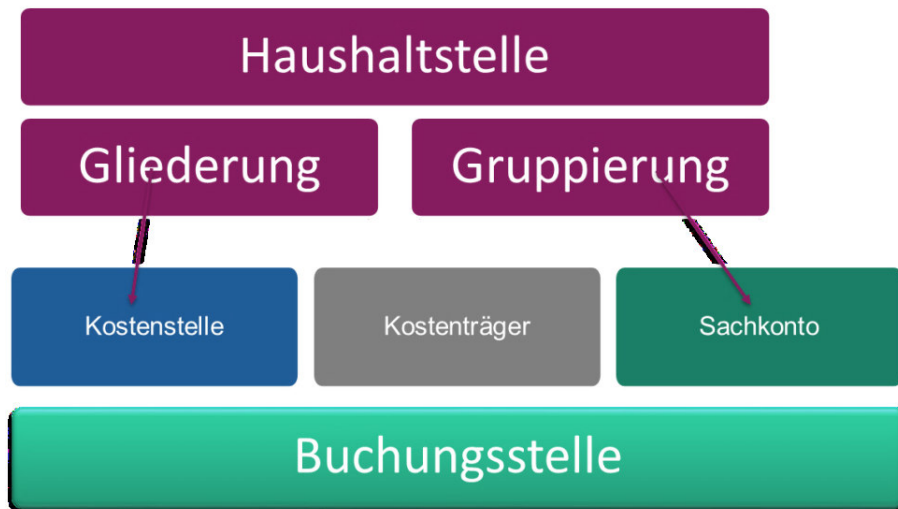 Haushaltstelle
Gliederung
Gruppierung
Kostenstelle
Kostenträger
Sachkonto
Buchungsstelle